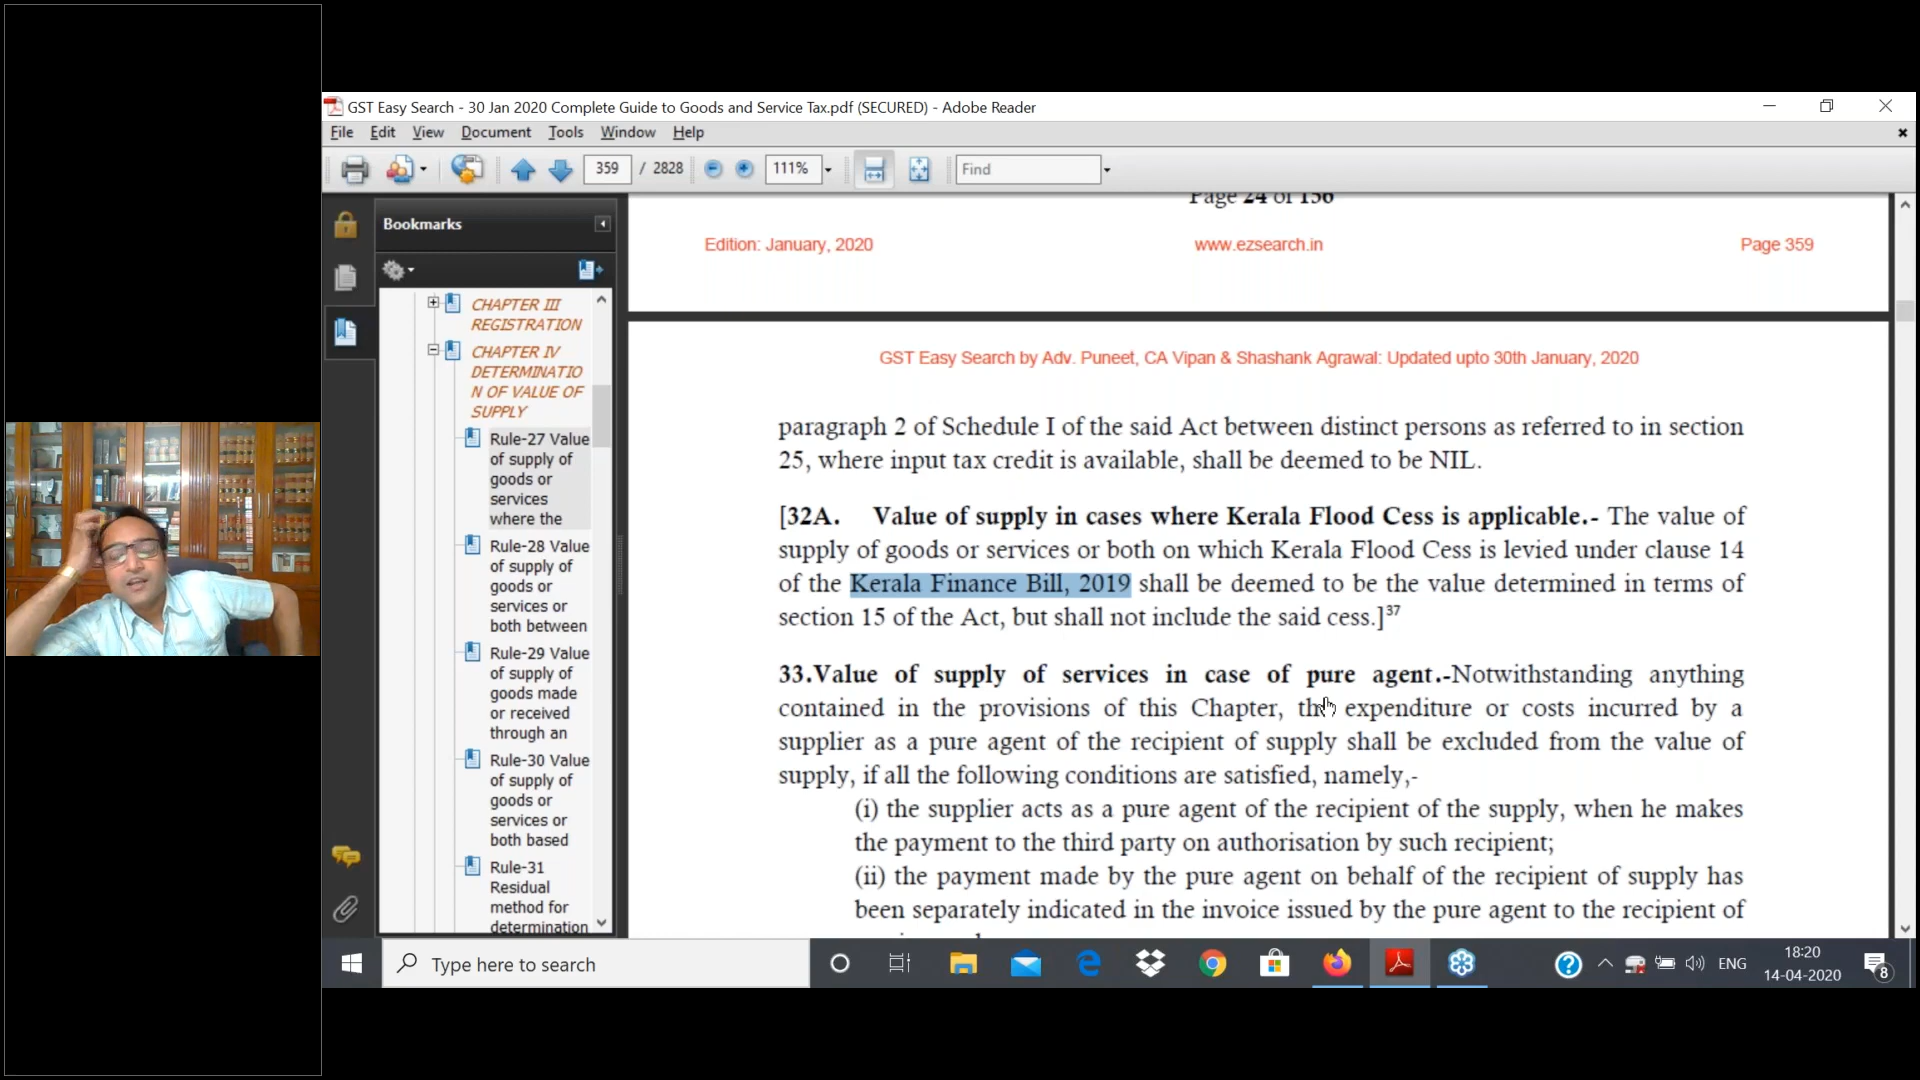 GST Easy Search - 30 Jan 2020 Complete Guide to Goods and Service Tax.pdf (SECURED) - Adobe Reader
File Edit View Document Tools Window Help
359 / 2828 111% Find
Bookmarks
CHAPTER III
REGISTRATION
CHAPTER IV
DETERMINATIO
N OF VALUE OF
SUPPLY
Rule-27 Value
of supply of
goods or
services
where the
Rule-28 Value
of supply of
goods or
services or
both between
Rule-29 Value
of supply of
goods made
or received
through an
Rule-30 Value
of supply of
goods or
services or
both based
Rule-31
Residual
method for
determination
Page 24 of 156
Edition: January, 2020 www.ezsearch.in Page 359
GST Easy Search by Adv. Puneet, CA Vipan & Shashank Agrawal: Updated upto 30th January, 2020
paragraph 2 of Schedule I of the said Act between distinct persons as referred to in section
25, where input tax credit is available, shall be deemed to be NIL.
[32A. Value of supply in cases where Kerala Flood Cess is applicable.- The value of
supply of goods or services or both on which Kerala Flood Cess is levied under clause 14
of the Kerala Finance Bill, 2019 shall be deemed to be the value determined in terms of
section 15 of the Act, but shall not include the said cess.]37
33.Value of supply of services in case of pure agent.-Notwithstanding anything
contained in the provisions of this Chapter, the expenditure or costs incurred by a
supplier as a pure agent of the recipient of supply shall be excluded from the value of
supply, if all the following conditions are satisfied, namely,-
(i) the supplier acts as a pure agent of the recipient of the supply, when he makes
the payment to the third party on authorisation by such recipient;
(ii) the payment made by the pure agent on behalf of the recipient of supply has
been separately indicated in the invoice issued by the pure agent to the recipient of
Type here to search
ENG
18:20
14-04-2020
8